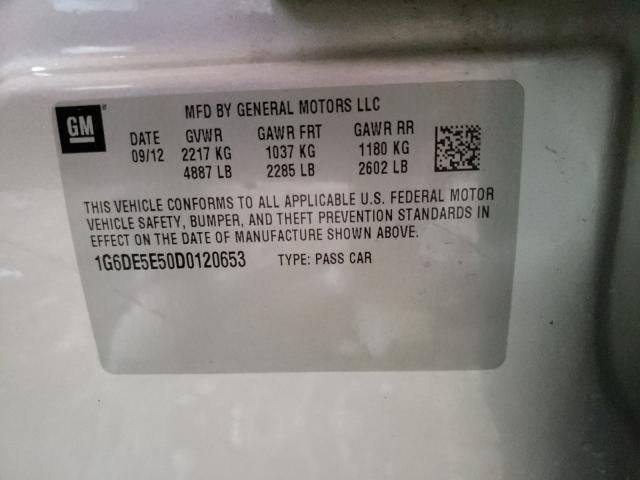 MFD BY GENERAL MOTORS LLC
GM
DATE GVWR GAWR FRT GAWR RR
09/12 2217 KG 1037 KG 1180 KG
4887 LB 2285 LB 2602 LB
THIS VEHICLE CONFORMS TO ALL APPLICABLE U.S. FEDERAL MOTOR
VEHICLE SAFETY, BUMPER, AND THEFT PREVENTION STANDARDS IN
EFFECT ON THE DATE OF MANUFACTURE SHOWN ABOVE.
1G6DE5E50D0120653 TYPE: PASS CAR